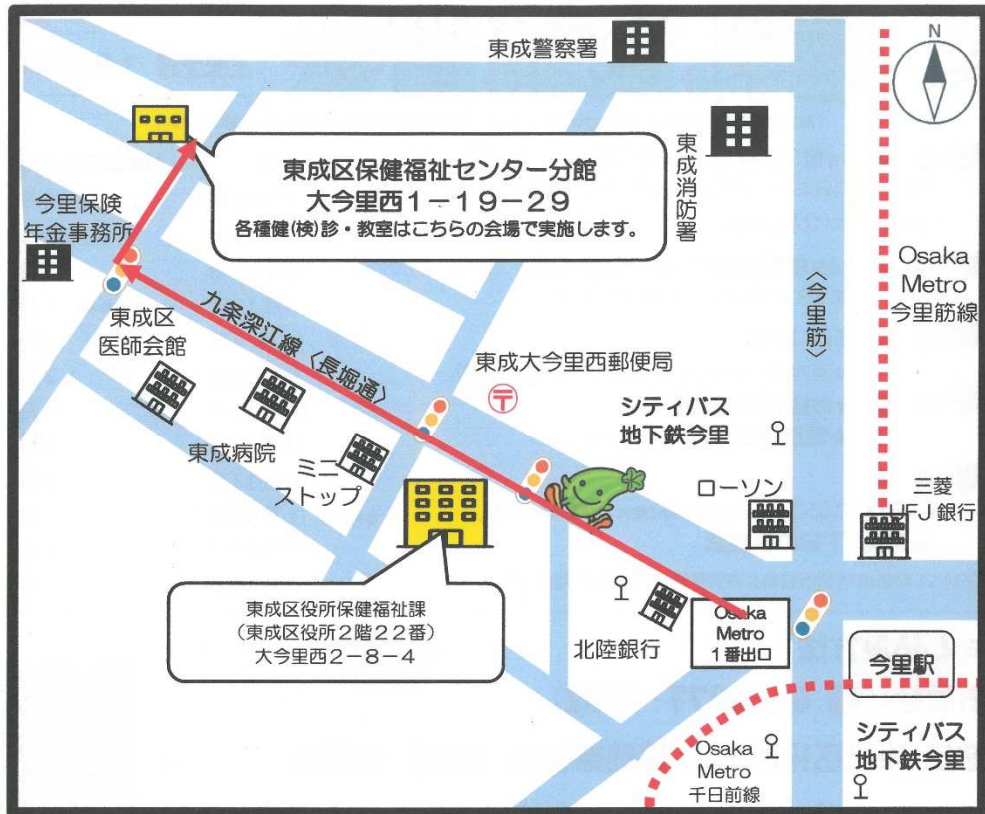 東成警察署
N
東成区保健福祉センター分館
大今里西1-19-29
各種健(検)診・教室はこちらの会場で実施します。
東成消防署
今里保険
年金事務所
Osaka
Metro
今里筋線
〈今里筋〉
九条深江線〈長堀通〉
東成区
医師会館
東成大今里西郵便局
〒
シティバス
地下鉄今里
東成病院
ミニ
ストップ
ローソン
三菱
UFJ銀行
東成区役所保健福祉課
(東成区役所2階22番)
大今里西2-8-4
北陸銀行
Osaka
Metro
1番出口
今里駅
Osaka
Metro
千日前線
シティバス
地下鉄今里